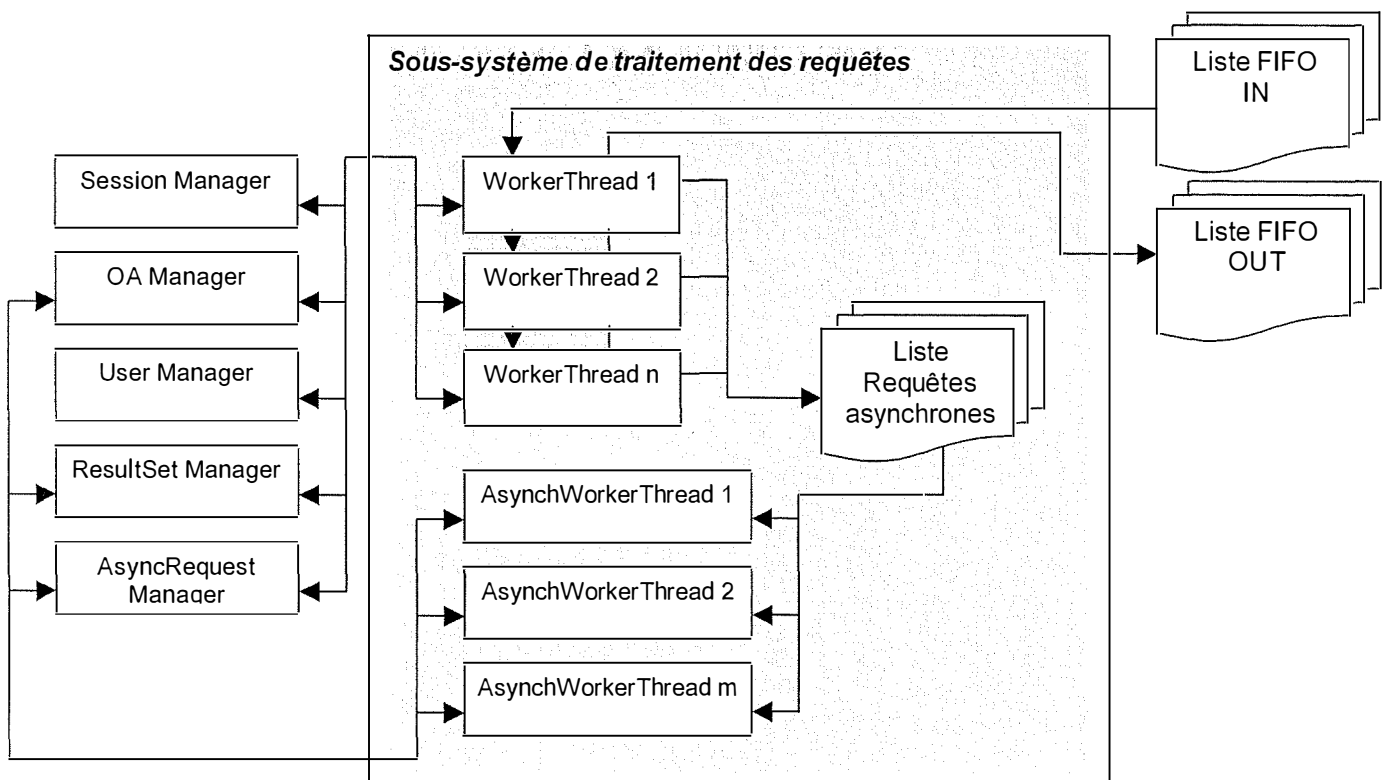 Sous-système de traitement des requêtes
Liste FIFO
IN
Session Manager
WorkerThread 1
Liste FIFO
OUT
OA Manager
WorkerThread 2
User Manager
WorkerThread n
Liste
Requêtes
asynchrones
ResultSet Manager
AsynchWorkerThread 1
AsyncRequest
Manager
AsynchWorkerThread 2
AsynchWorkerThread m